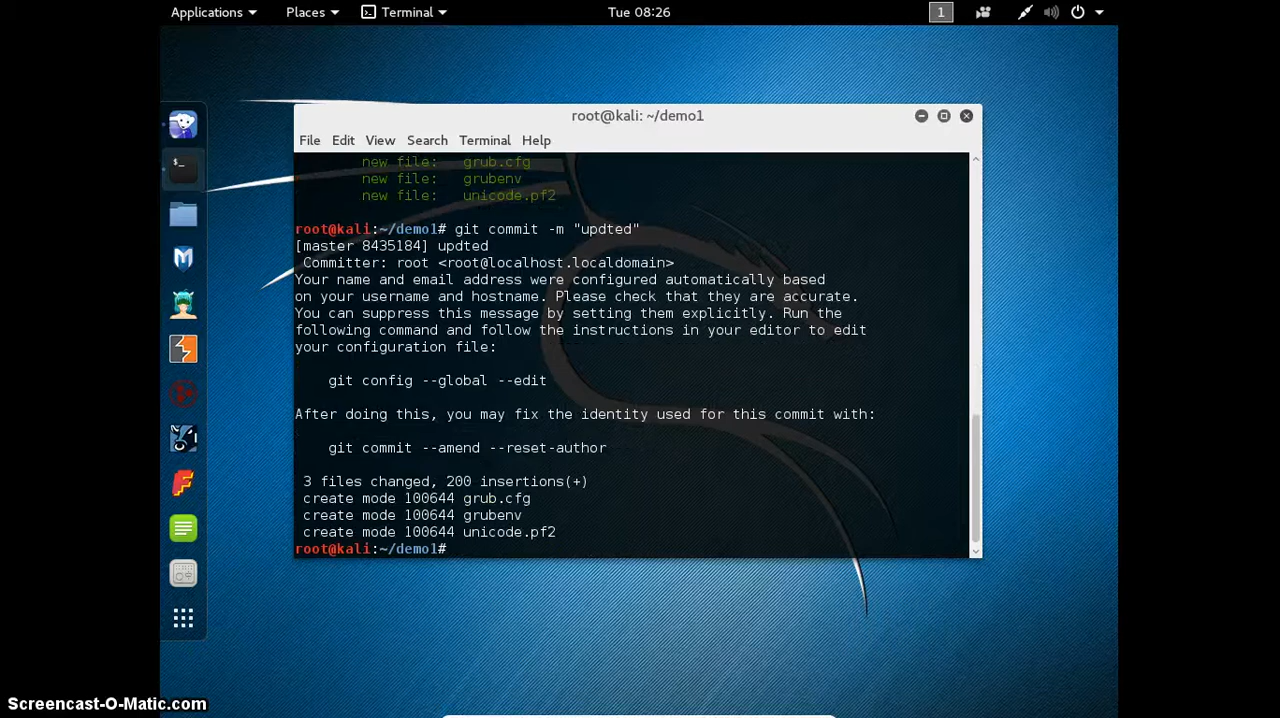 Applications Places Terminal Tue 08:26 1
root@kali: ~/demo1
File Edit View Search Terminal Help
new file: grub.cfg
new file: grubenv
new file: unicode.pf2
root@kali:~/demo1# git commit -m "updted"
[master 8435184] updted
Committer: root <root@localhost.localdomain>
Your name and email address were configured automatically based
on your username and hostname. Please check that they are accurate.
You can suppress this message by setting them explicitly. Run the
following command and follow the instructions in your editor to edit
your configuration file:
git config --global --edit
After doing this, you may fix the identity used for this commit with:
git commit --amend --reset-author
3 files changed, 200 insertions(+)
create mode 100644 grub.cfg
create mode 100644 grubenv
create mode 100644 unicode.pf2
root@kali:~/demo1#
Screencast-O-Matic.com